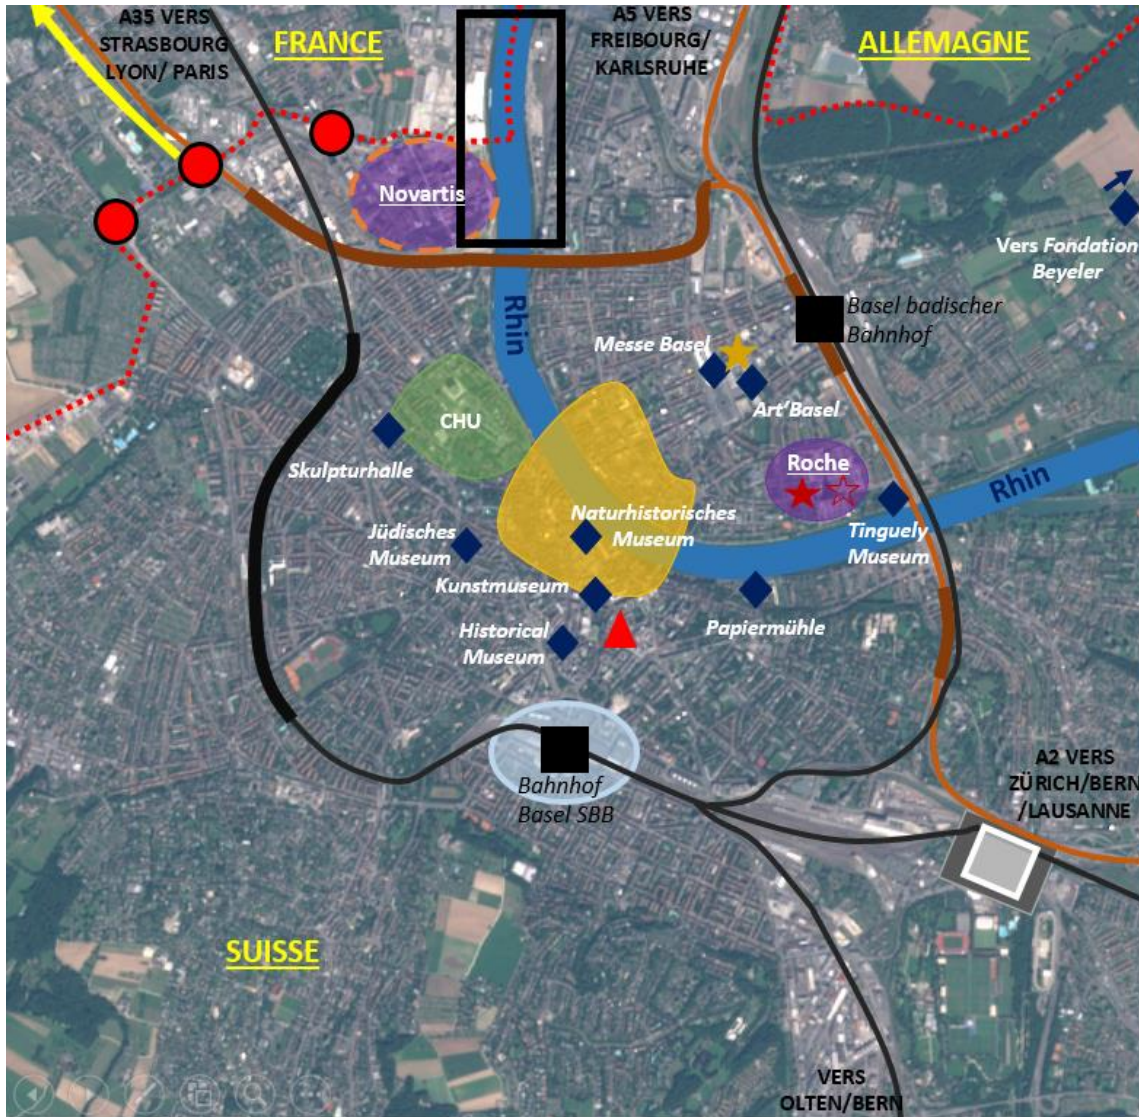 A35 VERS
STRASBOURG
LYON/ PARIS
FRANCE
A5 VERS
FREIBOURG/
KARLSRUHE
ALLEMAGNE
Novartis
Vers Fondation
Beyeler
Rhin
Basel badischer
Bahnhof
Messe Basel
Art'Basel
CHU
Skulpturhalle
Roche
Rhin
Naturhistorisches
Museum
Tinguely
Museum
Jüdisches
Museum
Kunstmuseum
Historical
Museum
Papiermühle
Bahnhof
Basel SBB
A2 VERS
ZÜRICH/BERN
/LAUSANNE
SUISSE
VERS
OLTEN/BERN